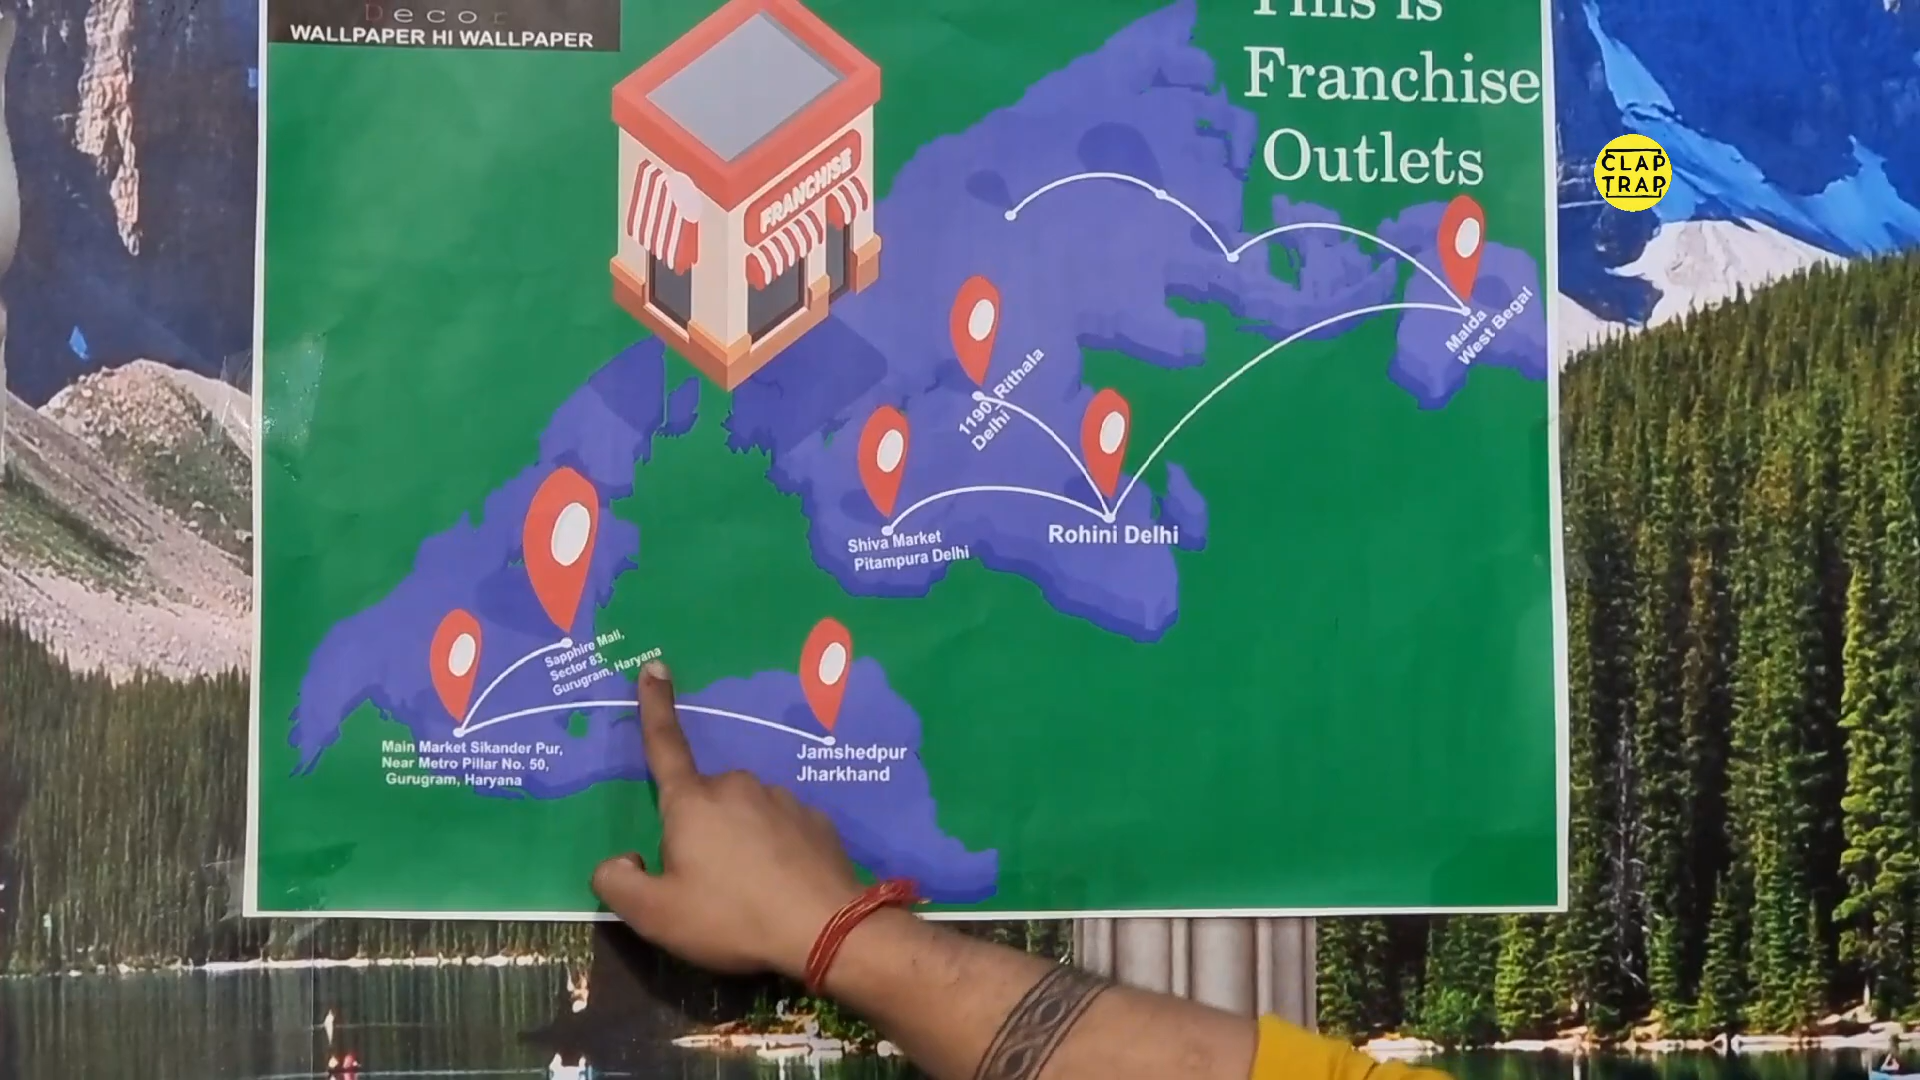 Decor
WALLPAPER HI WALLPAPER
This is
Franchise
Outlets
FRANCHISE
CLAP
TRAP
Malda
West Begal
1190, Rithala
Delhi
Shiva Market
Pitampura Delhi
Rohini Delhi
Sapphire Mall,
Sector 83,
Gurugram, Haryana
Main Market Sikander Pur,
Near Metro Pillar No. 50,
Gurugram, Haryana
Jamshedpur
Jharkhand